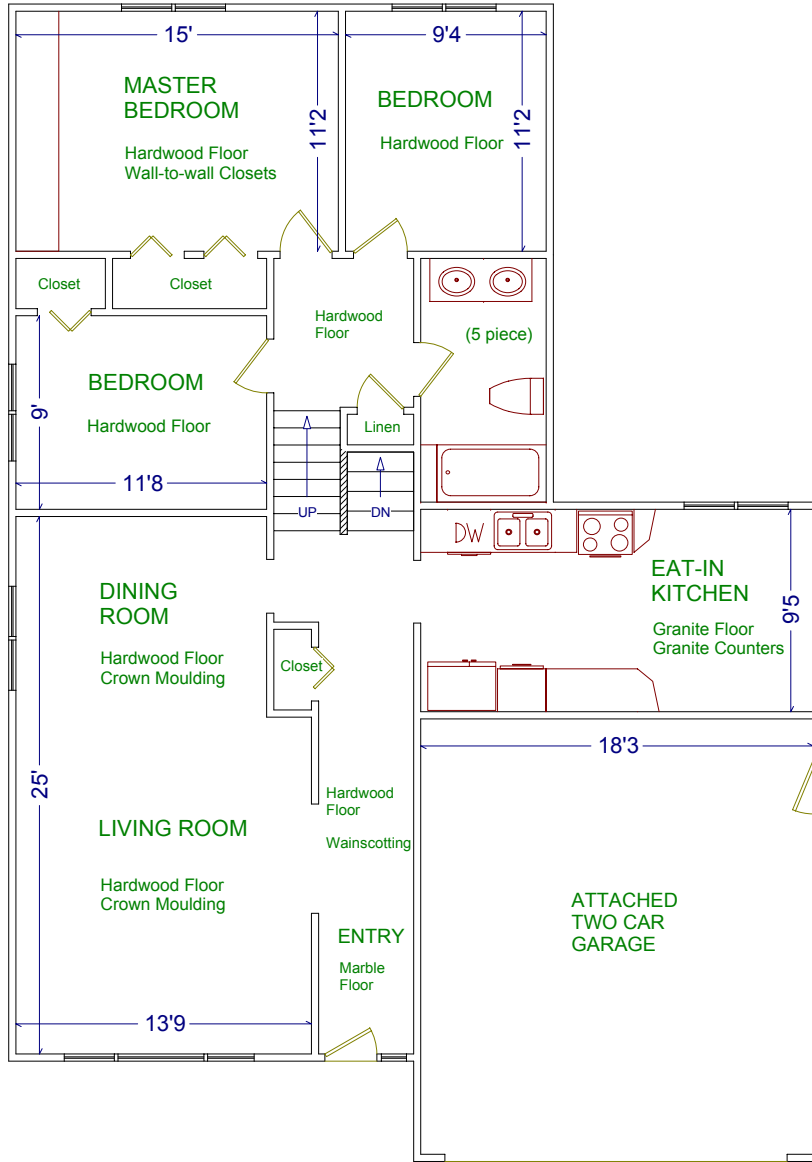 15'
9'4
MASTER
BEDROOM
11'2
BEDROOM
11'2
Hardwood Floor
Hardwood Floor
Wall-to-wall Closets
Closet
Closet
Hardwood
Floor
(5 piece)
BEDROOM
9'
Hardwood Floor
Linen
11'8
UP
DN
DW
DINING
ROOM
EAT-IN
KITCHEN
9'5
Granite Floor
Granite Counters
Hardwood Floor
Crown Moulding
Closet
18'3
25'
Hardwood
Floor
Wainscotting
LIVING ROOM
Hardwood Floor
Crown Moulding
ATTACHED
TWO CAR
GARAGE
ENTRY
Marble
Floor
13'9